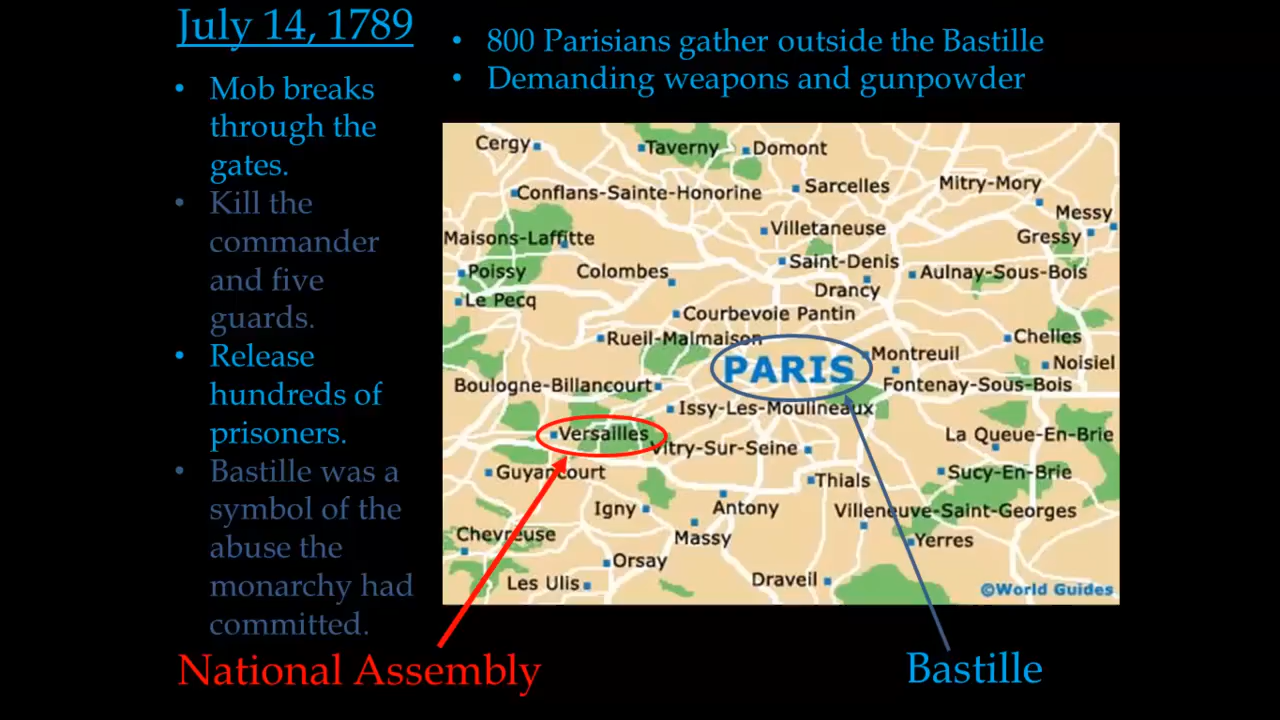 July 14, 1789
• 800 Parisians gather outside the Bastille
• Demanding weapons and gunpowder
• Mob breaks
through the
gates.
• Kill the
commander
and five
guards.
• Release
hundreds of
prisoners.
• Bastille was a
symbol of the
abuse the
monarchy had
committed.
Cergy
Taverny
Domont
Conflans-Sainte-Honorine
Sarcelles
Mitry-Mory
Messy
Villetaneuse
Gressy
Maisons-Laffitte
Saint-Denis
Poissy
Colombes
Aulnay-Sous-Bois
Drancy
Le Pecq
Courbevoie Pantin
Rueil-Malmaison
Chelles
PARIS
Montreuil
Noisiel
Boulogne-Billancourt
Fontenay-Sous-Bois
Issy-Les-Moulineaux
Versailles
Vitry-Sur-Seine
La Queue-En-Brie
Guyancourt
Thials
Sucy-En-Brie
Igny
Antony
Villeneuve-Saint-Georges
Chevreuse
Massy
Yerres
Orsay
Les Ulis
Draveil
©World Guides
National Assembly
Bastille